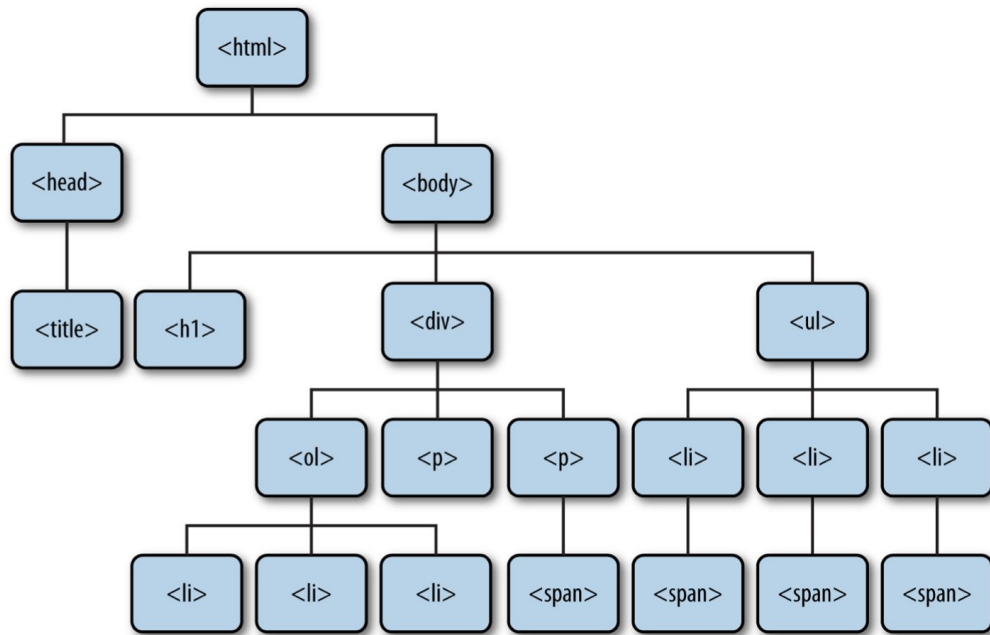 <html>
<head> <body>
<title> <h1> <div> <ul>
<ol> <p> <p> <li> <li> <li>
<li> <li> <li> <span> <span> <span> <span>